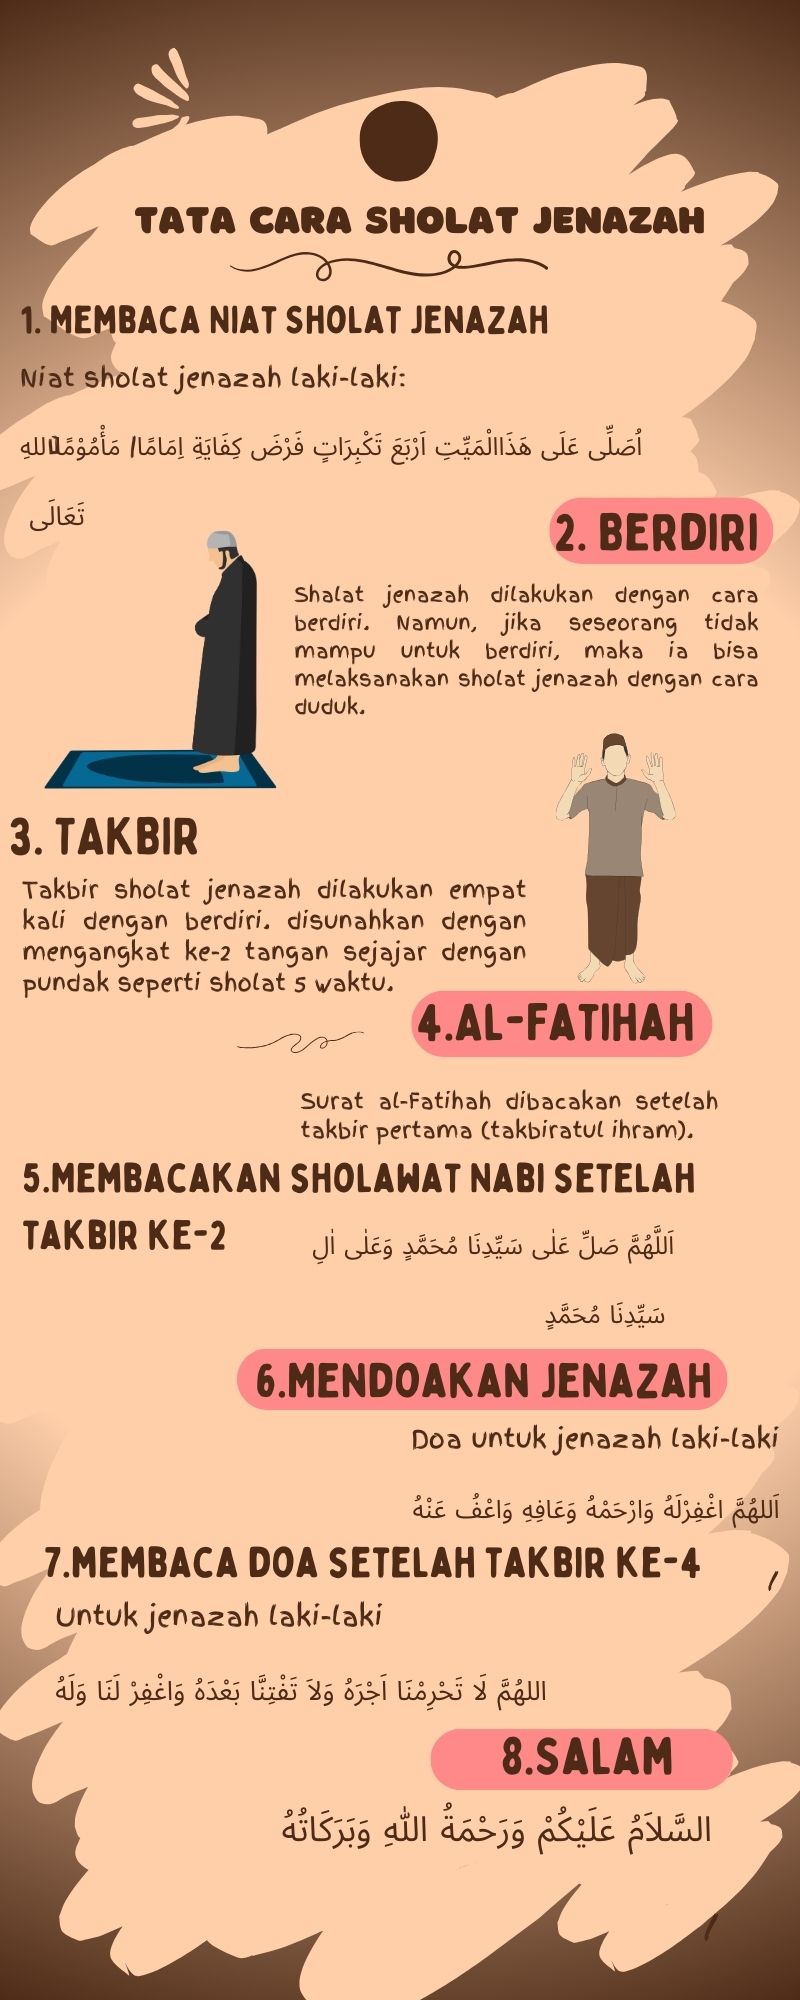 TATA CARA SHOLAT JENAZAH
1. MEMBACA NIAT SHOLAT JENAZAH
Niat sholat jenazah laki-laki:
اُصَلِّى عَلَى هَذَاالْمَيِّتِ اَرْبَعَ تَكْبِرَاتٍ فَرْضَ كِفَايَةِ اِمَامًا/ مَأْمُوْمًا اللهِ
تَعَالَى
2. BERDIRI
Shalat jenazah dilakukan dengan cara
berdiri. Namun, jika seseorang tidak
mampu untuk berdiri, maka ia bisa
melaksanakan sholat jenazah dengan cara
duduk.
3. TAKBIR
Takbir sholat jenazah dilakukan empat
kali dengan berdiri. disunahkan dengan
mengangkat ke-2 tangan sejajar dengan
pundak seperti sholat 5 waktu.
4.AL-FATIHAH
Surat al-Fatihah dibacakan setelah
takbir pertama (takbiratul ihram).
5.MEMBACAKAN SHOLAWAT NABI SETELAH
TAKBIR KE-2
اَللَّهُمَّ صَلِّ عَلٰى سَيِّدِنَا مُحَمَّدٍ وَعَلٰى اٰلِ
سَيِّدِنَا مُحَمَّدٍ
6.MENDOAKAN JENAZAH
Doa untuk jenazah laki-laki
اَللهُمَّ اغْفِرْلَهُ وَارْحَمْهُ وَعَافِهِ وَاعْفُ عَنْهُ
7.MEMBACA DOA SETELAH TAKBIR KE-4
Untuk jenazah laki-laki
اللهُمَّ لَا تَحْرِمْنَا اَجْرَهُ وَلاَ تَفْتِنَّا بَعْدَهُ وَاغْفِرْ لَنَا وَلَهُ
8.SALAM
السَّلاَمُ عَلَيْكُمْ وَرَحْمَةُ اللهِ وَبَرَكَاتُهُ